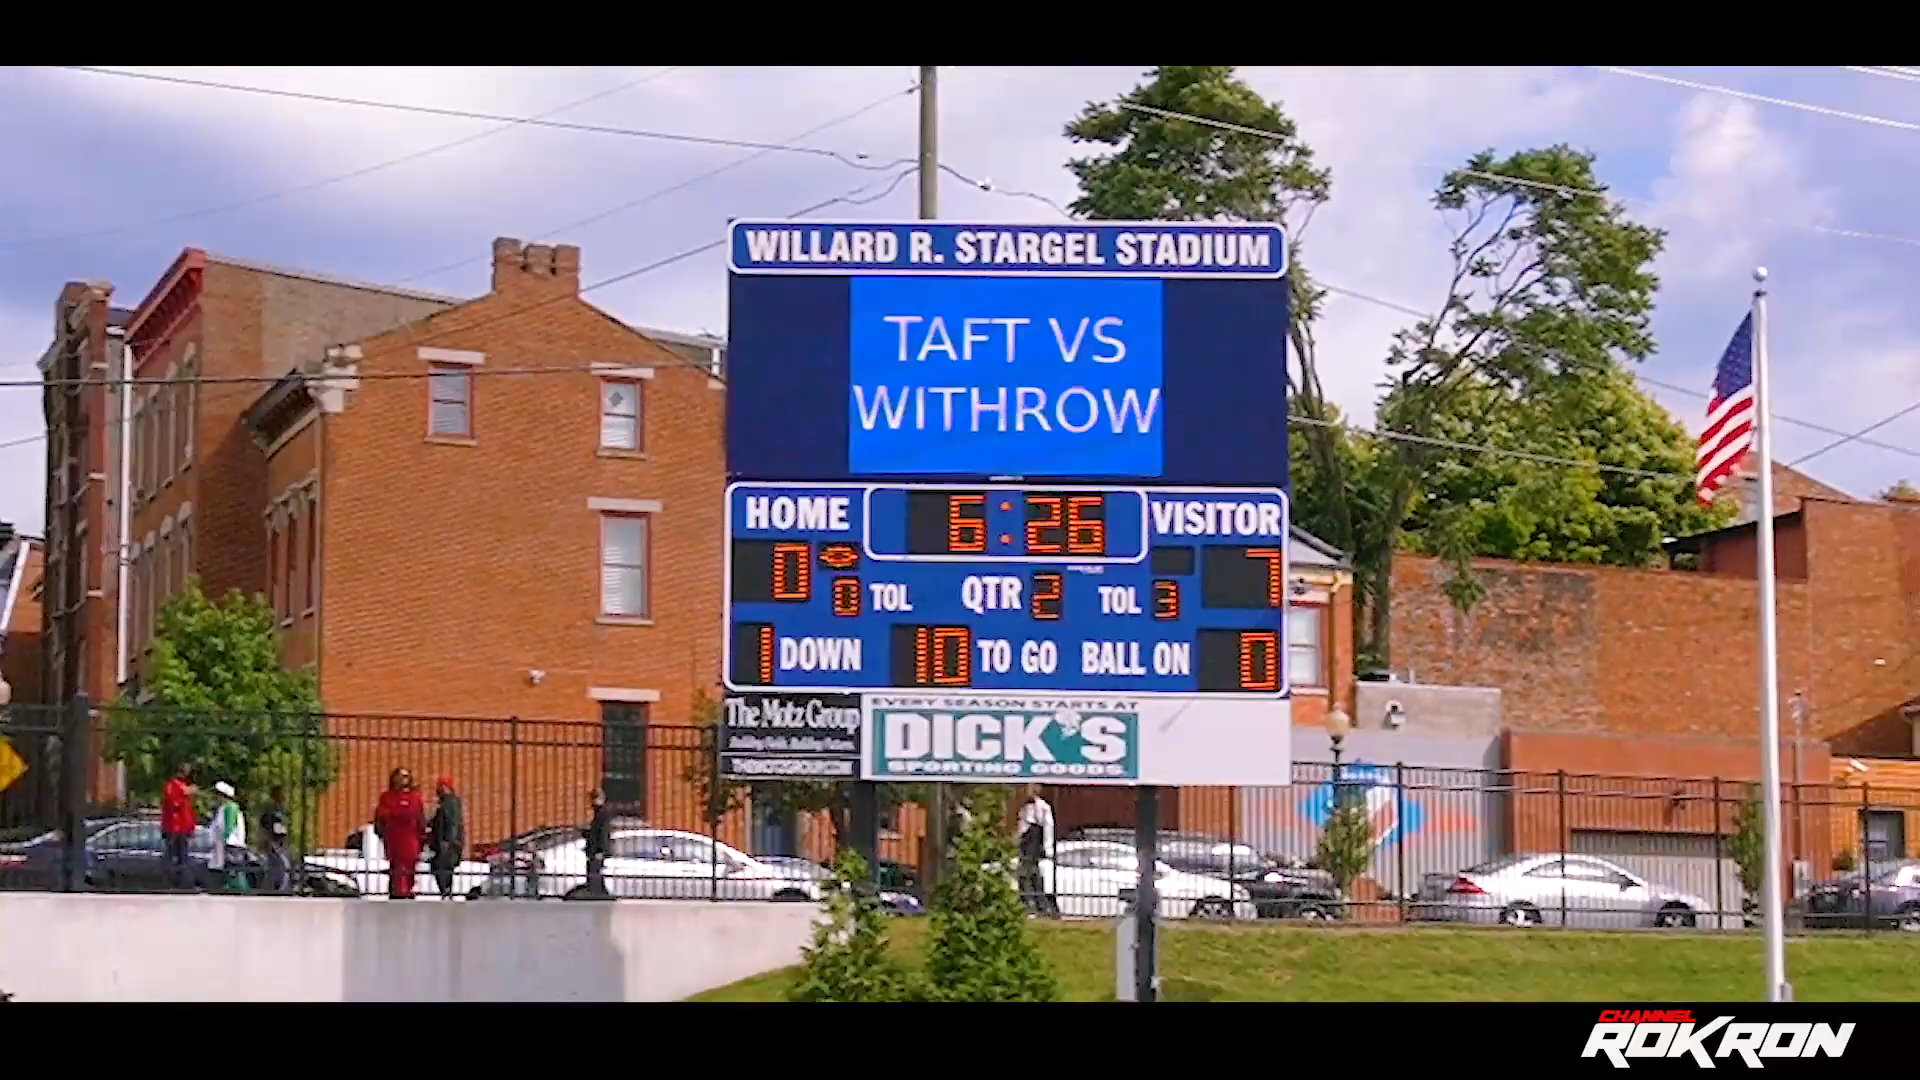 WILLARD R. STARGEL STADIUM
TAFT VS
WITHROW
HOME 6:26 VISITOR
0 7
0 TOL QTR 2 TOL 3
1 DOWN 10 TO GO BALL ON 0
The Motz Group
EVERY SEASON STARTS AT
DICK'S
SPORTING GOODS
CHANNEL
ROKRON